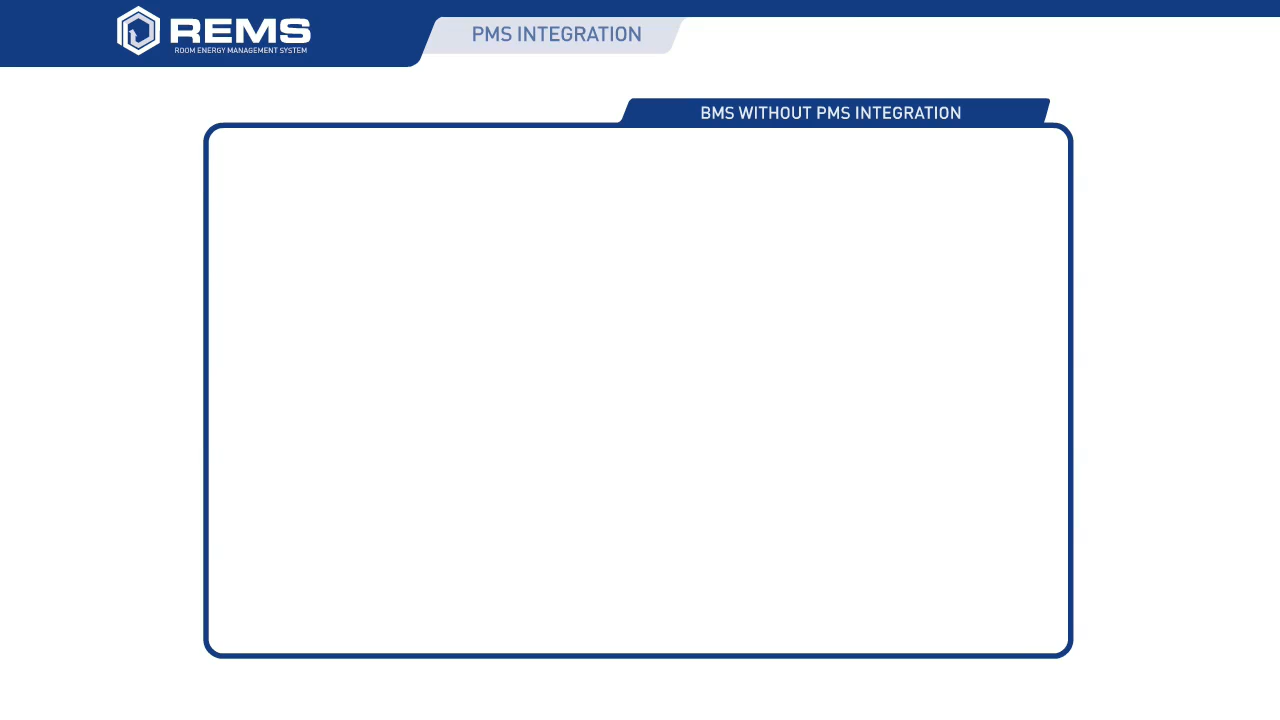 REMS
ROOM ENERGY MANAGEMENT SYSTEM
PMS INTEGRATION
BMS WITHOUT PMS INTEGRATION